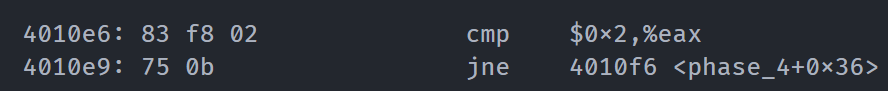 4010e6: 83 f8 02 cmp $0x2,%eax
4010e9: 75 0b jne 4010f6 <phase_4+0x36>